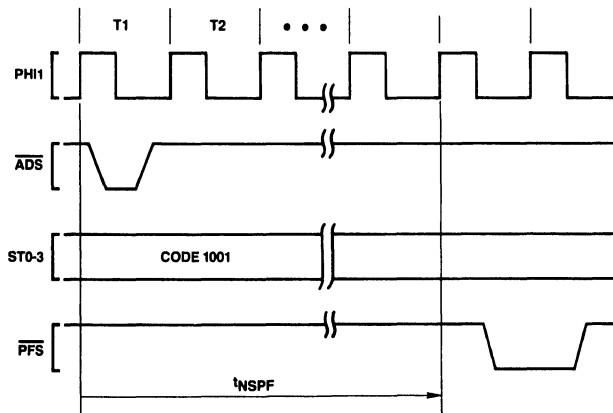 T1 T2 • • •
PHI1
ADS
ST0-3 CODE 1001
PFS
tNSPF